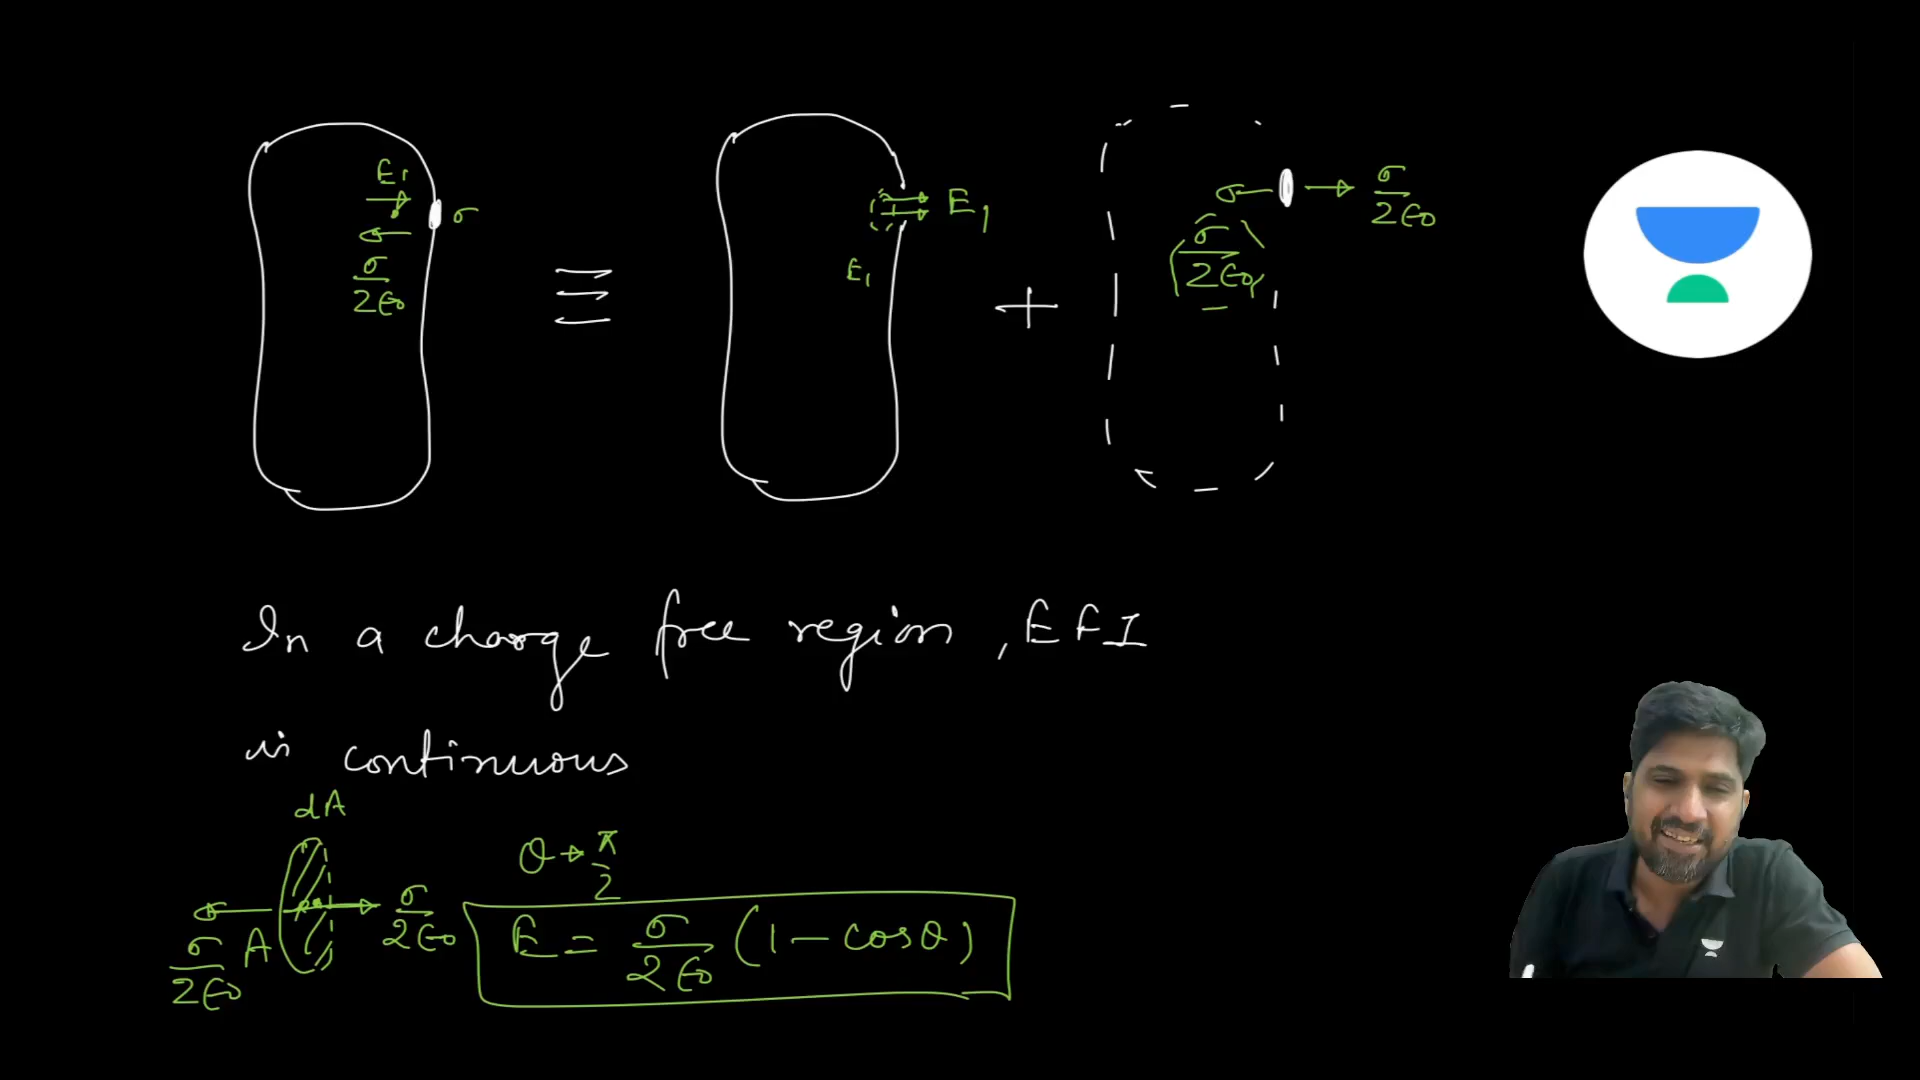 E₁
σ
σ/2ε₀
≡
E₁
E₁
+
σ/2ε₀
σ/2ε₀
In a charge free region, EFI
is continuous
dA
θ → π/2
σ/2ε₀
A
σ/2ε₀
E = σ/2ε₀ (1 - cosθ)